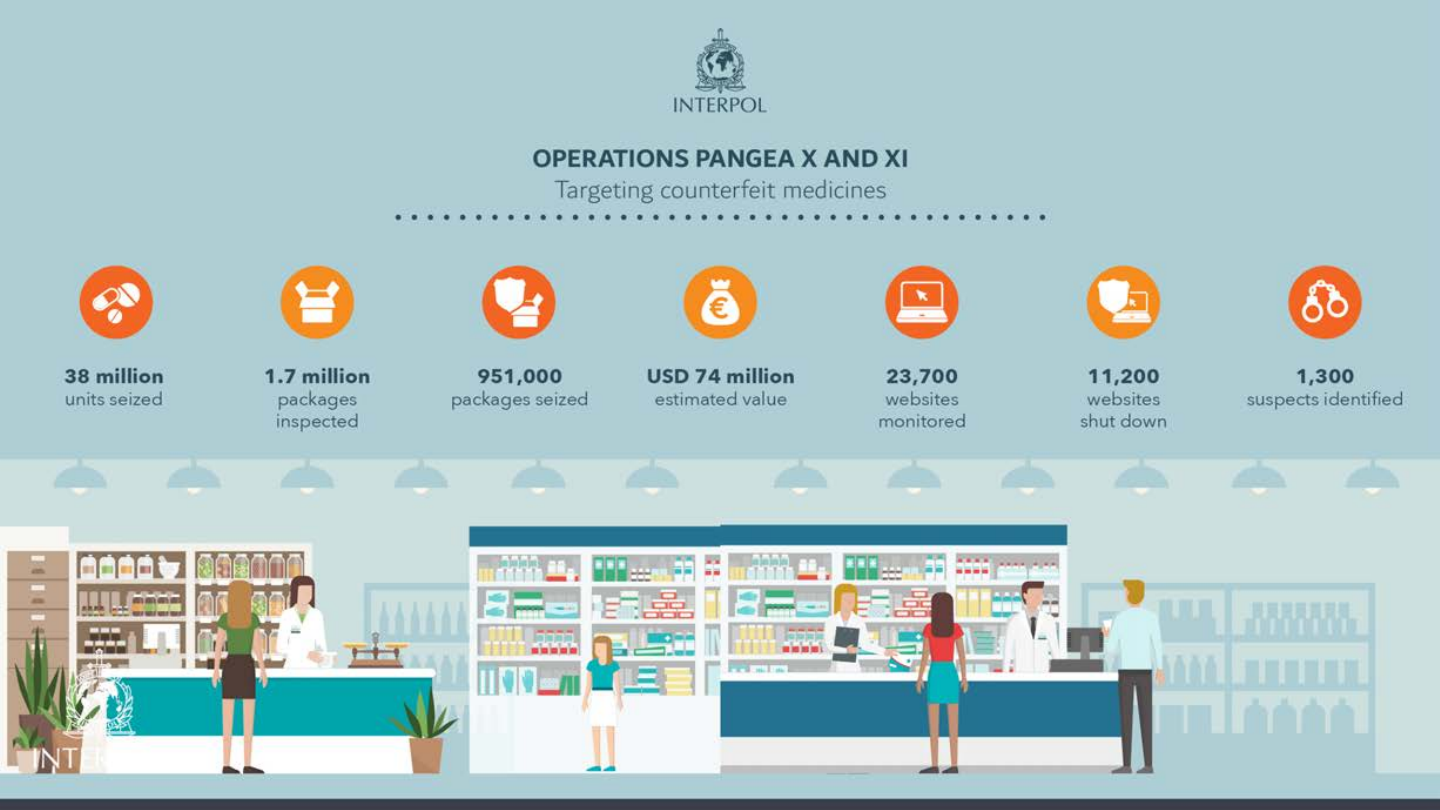 INTERPOL
OPERATIONS PANGEA X AND XI
Targeting counterfeit medicines
38 million
units seized
1.7 million
packages
inspected
951,000
packages seized
USD 74 million
estimated value
23,700
websites
monitored
11,200
websites
shut down
1,300
suspects identified